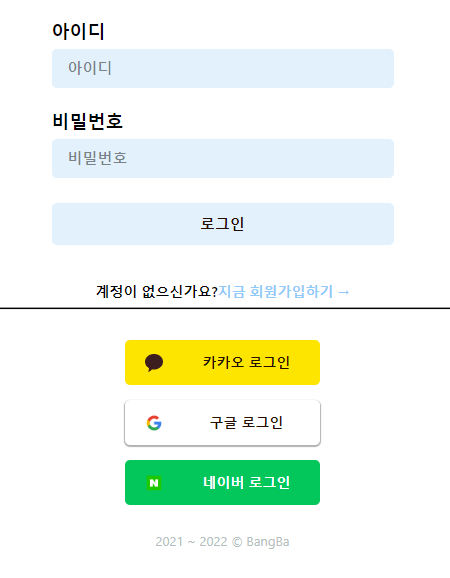 아이디
아이디
비밀번호
비밀번호
로그인
계정이 없으신가요?지금 회원가입하기 →
카카오 로그인
G 구글 로그인
N 네이버 로그인
2021 ~ 2022 © BangBa